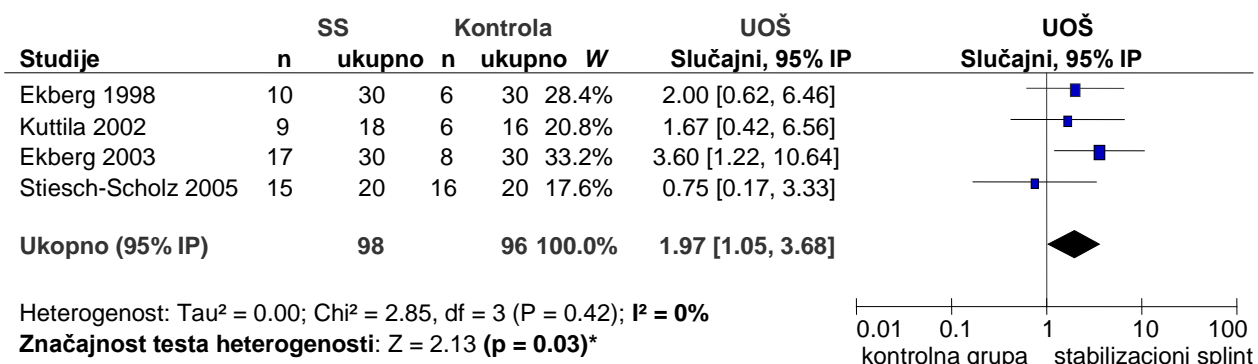 SS Kontrola UOŠ UOŠ
Studije n ukupno n ukupno W Slučajni, 95% IP Slučajni, 95% IP
Ekberg 1998 10 30 6 30 28.4% 2.00 [0.62, 6.46]
Kuttila 2002 9 18 6 16 20.8% 1.67 [0.42, 6.56]
Ekberg 2003 17 30 8 30 33.2% 3.60 [1.22, 10.64]
Stiesch-Scholz 2005 15 20 16 20 17.6% 0.75 [0.17, 3.33]
Ukopno (95% IP) 98 96 100.0% 1.97 [1.05, 3.68]
Heterogenost: Tau² = 0.00; Chi² = 2.85, df = 3 (P = 0.42); I² = 0%
Značajnost testa heterogenosti: Z = 2.13 (p = 0.03)*
0.01 0.1 1 10 100
kontrolna grupa stabilizacioni splint